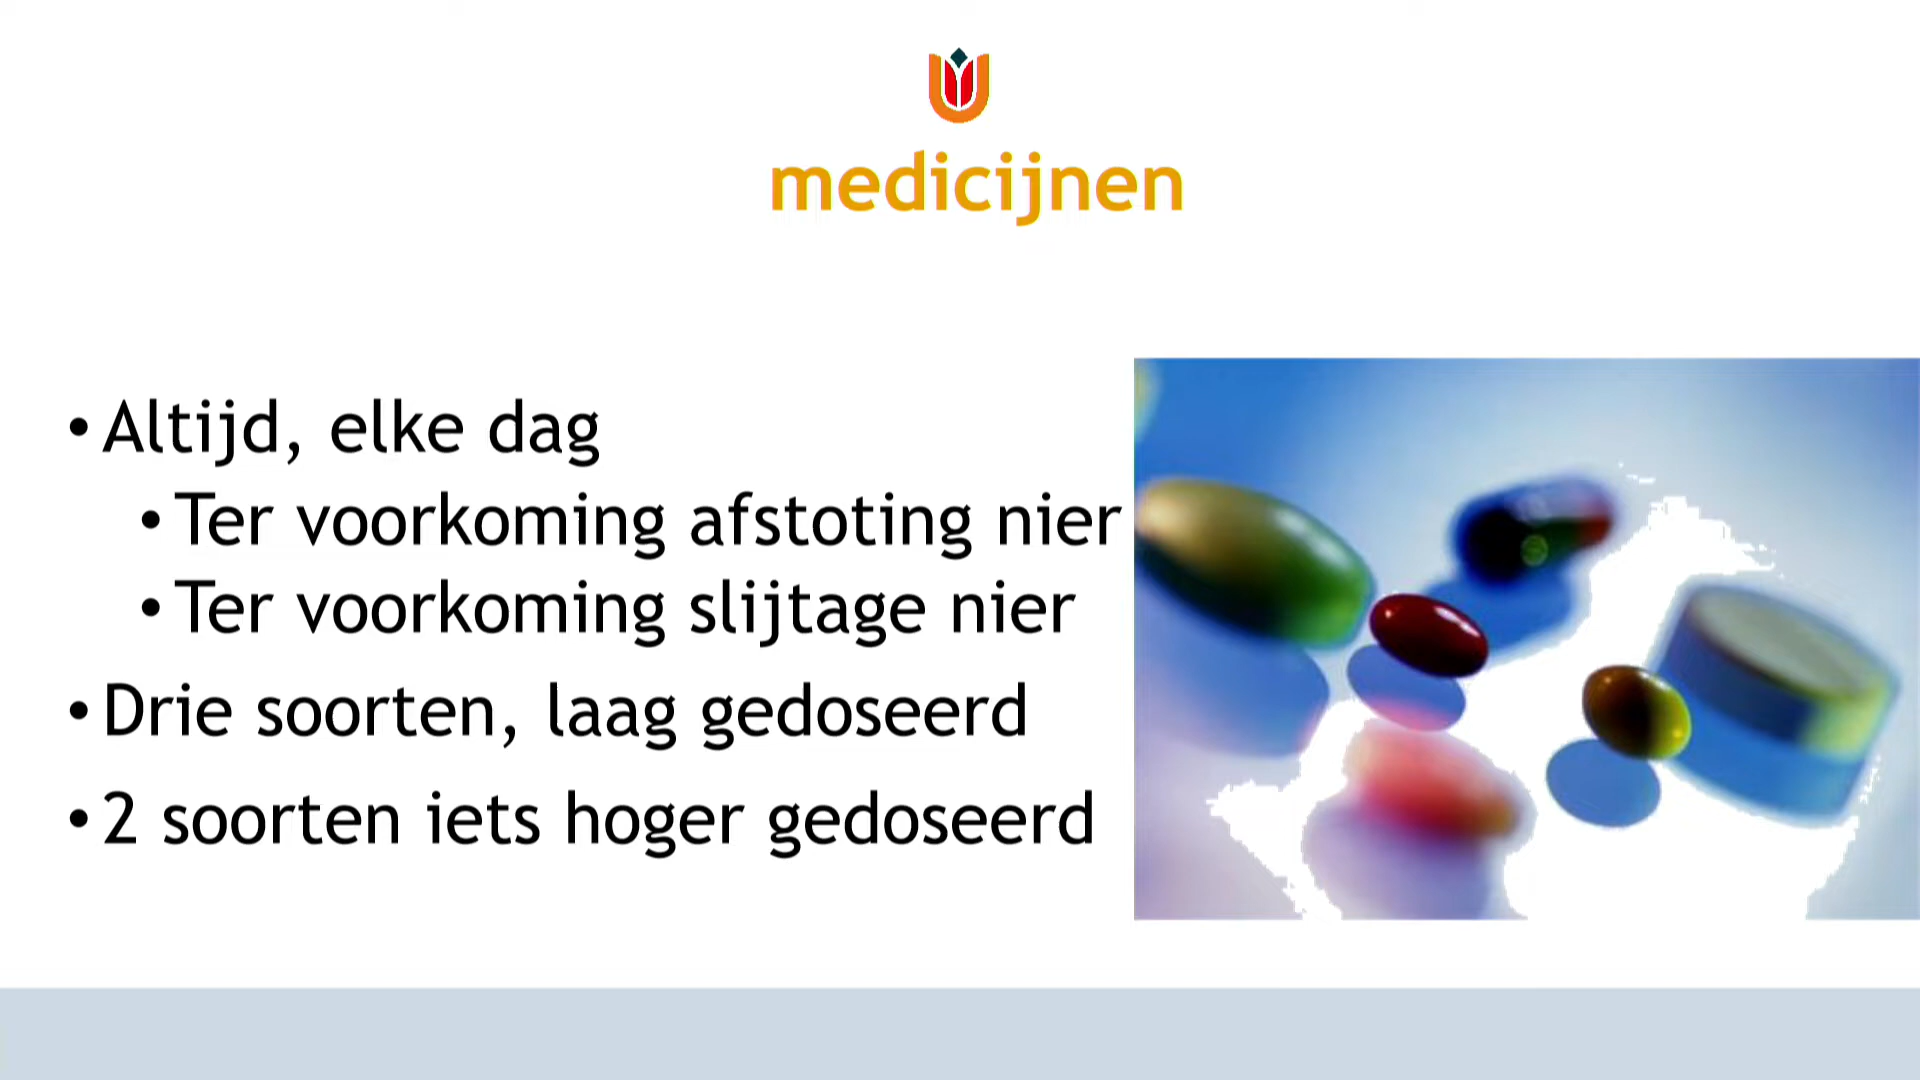 medicijnen
• Altijd, elke dag
• Ter voorkoming afstoting nier
• Ter voorkoming slijtage nier
• Drie soorten, laag gedoseerd
• 2 soorten iets hoger gedoseerd